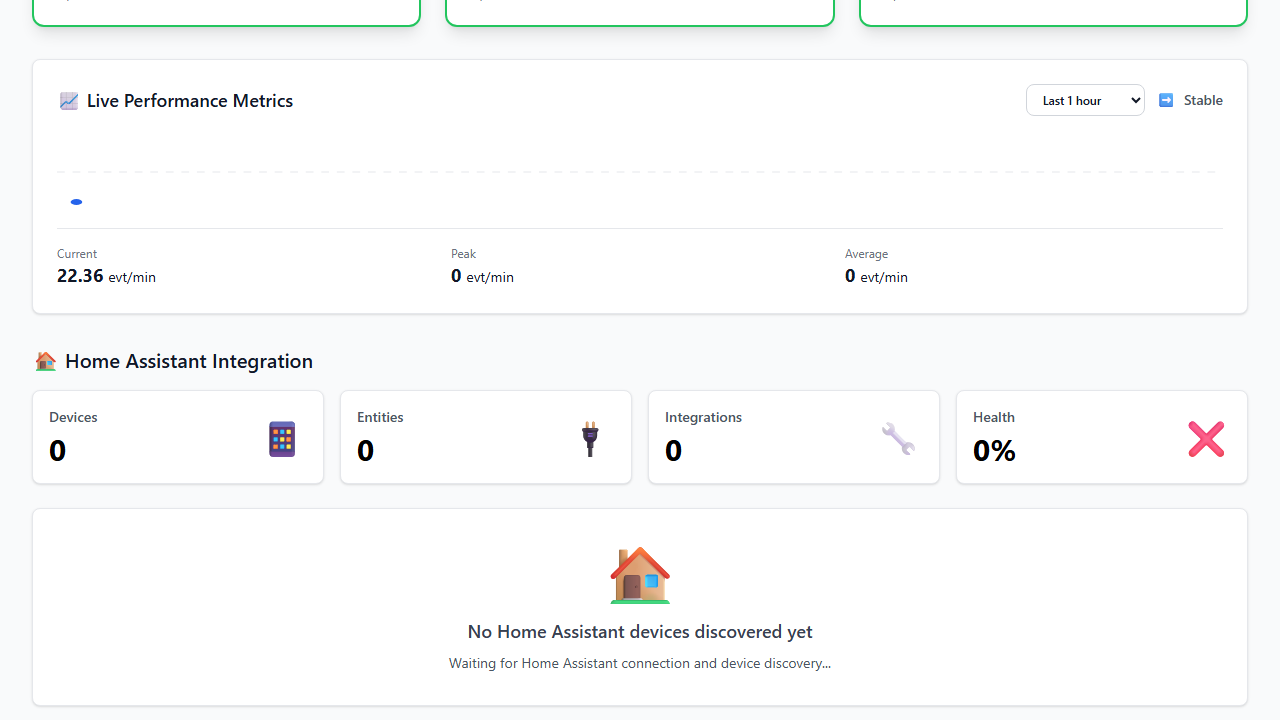 Live Performance Metrics
Last 1 hour
Stable
Current
Peak
Average
22.36 evt/min
0 evt/min
0 evt/min
Home Assistant Integration
Devices
Entities
Integrations
Health
0
0
0
0%
No Home Assistant devices discovered yet
Waiting for Home Assistant connection and device discovery...